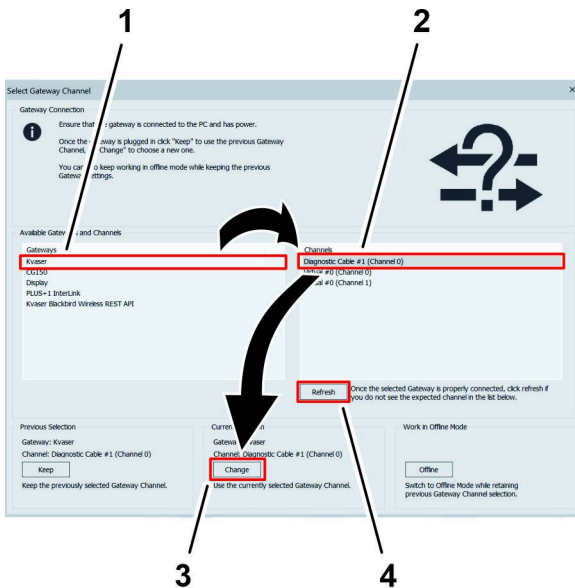 1
2
Select Gateway Channel
Gateway Connection
Ensure that gateway is connected to the PC and has power.
Once the is plugged in click "Keep" to use the previous Gateway
Channel, Change" to choose a new one.
You can keep working in offline mode while keeping the previous
Gateway settings.
Available and Channels
Gateways
Channels
Kvaser
Diagnostic Cable #1 (Channel 0)
CG150
#0 (Channel 0)
Display
#0 (Channel 1)
PLUS+1 InterLink
Kvaser Blackbird Wireless REST API
Refresh
Once the selected Gateway is properly connected, click refresh if
you do not see the expected channel in the list below.
Previous Selection
Gateway: Kvaser
Channel: Diagnostic Cable #1 (Channel 0)
Keep
Keep the previously selected Gateway Channel.
Channel: Diagnostic Cable #1 (Channel 0)
Change
Use the currently selected Gateway Channel.
Work in Offline Mode
Offline
Switch to Offline Mode while retaining
previous Gateway Channel selection.
3
4